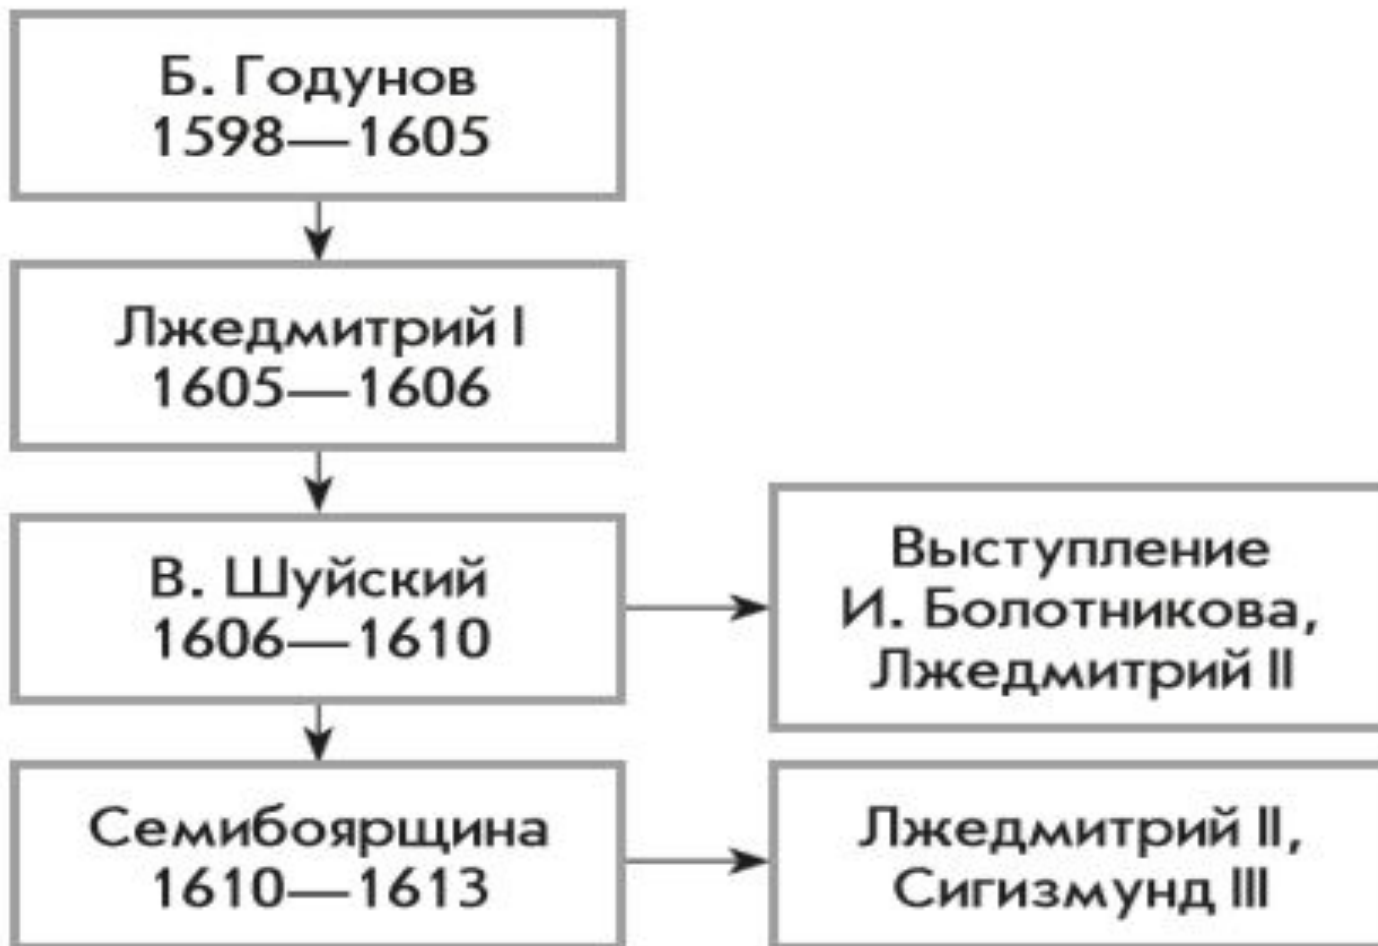 Б. Годунов
1598—1605
Лжедмитрий I
1605—1606
В. Шуйский
1606—1610
Выступление
И. Болотникова,
Лжедмитрий II
Семибоярщина
1610—1613
Лжедмитрий II,
Сигизмунд III